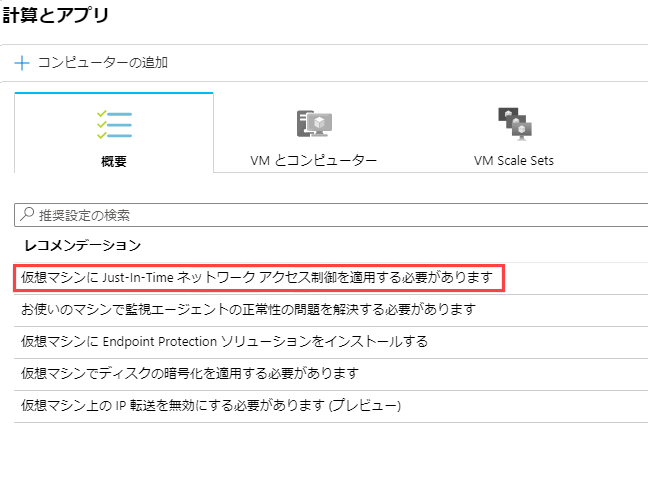 計算とアプリ
コンピューターの追加
概要
VM とコンピューター
VM Scale Sets
推奨設定の検索
レコメンデーション
仮想マシンに Just-In-Time ネットワーク アクセス制御を適用する必要があります
お使いのマシンで監視エージェントの正常性の問題を解決する必要があります
仮想マシンに Endpoint Protection ソリューションをインストールする
仮想マシンでディスクの暗号化を適用する必要があります
仮想マシン上の IP 転送を無効にする必要があります (プレビュー)